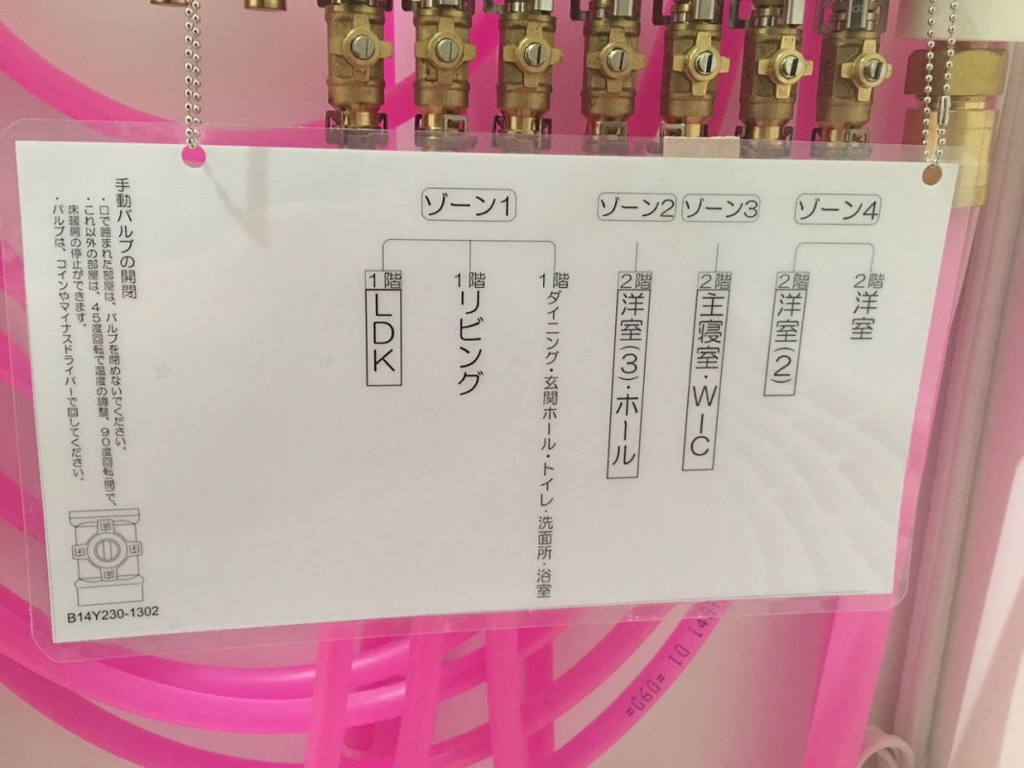 ゾーン1
ゾーン2
ゾーン3
ゾーン4
1階
LDK
1階
リビング
1階
ダイニング・玄関ホール・トイレ・洗面所・浴室
2階
洋室(3)・ホール
2階
主寝室・WIC
2階
洋室(2)
2階
洋室
手動バルブの開閉
・口で囲まれた部屋は、バルブを閉めないでください。
・これ以外の部屋は、45度回転で温度の調整、90度回転(閉)で、
床暖房の停止ができます。
・バルブは、コインやマイナスドライバーで回してください。
B14Y230-1302